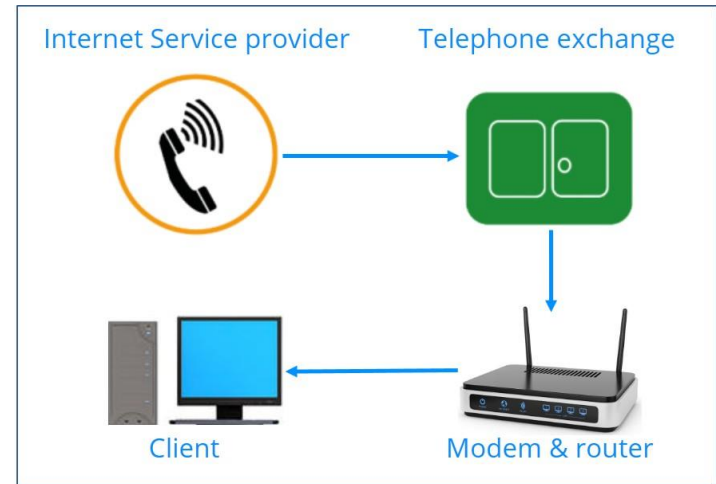 Internet Service provider
Telephone exchange
Client
Modem & router